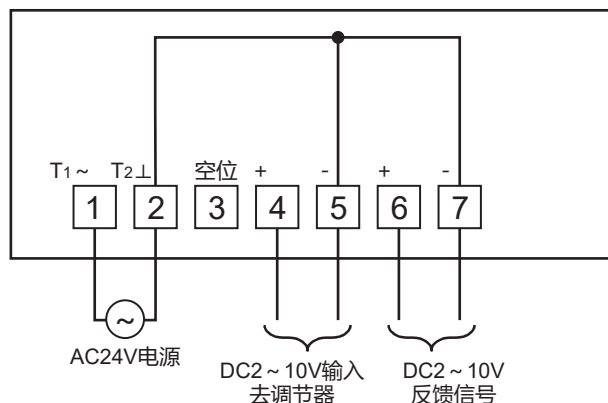 T1~ T2⊥ 空位 + - + -
1 2 3 4 5 6 7
~
AC24V电源
DC2~10V输入
去调节器
DC2~10V
反馈信号